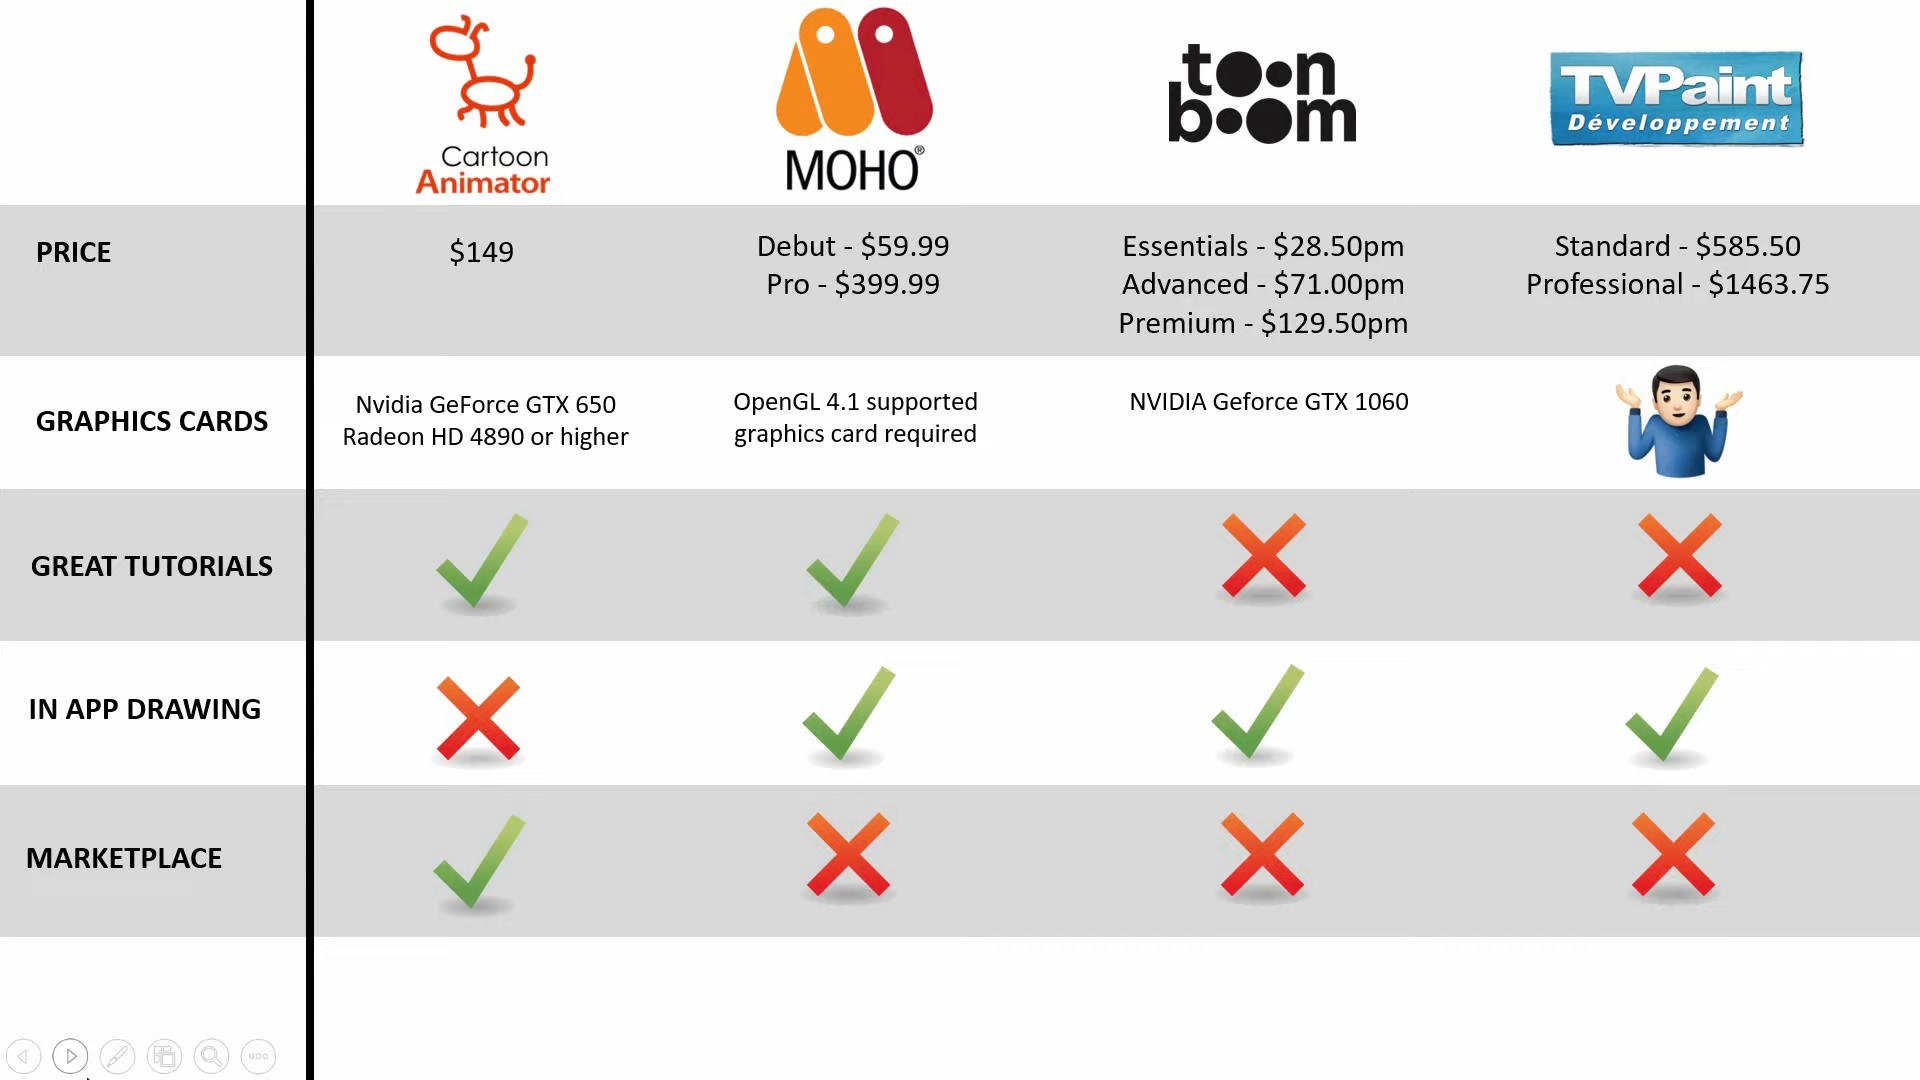 Cartoon
Animator
MOHO®
toon
boom
TVPaint
Développement
PRICE
$149
Debut - $59.99
Pro - $399.99
Essentials - $28.50pm
Advanced - $71.00pm
Premium - $129.50pm
Standard - $585.50
Professional - $1463.75
GRAPHICS CARDS
Nvidia GeForce GTX 650
Radeon HD 4890 or higher
OpenGL 4.1 supported
graphics card required
NVIDIA Geforce GTX 1060
GREAT TUTORIALS
IN APP DRAWING
MARKETPLACE